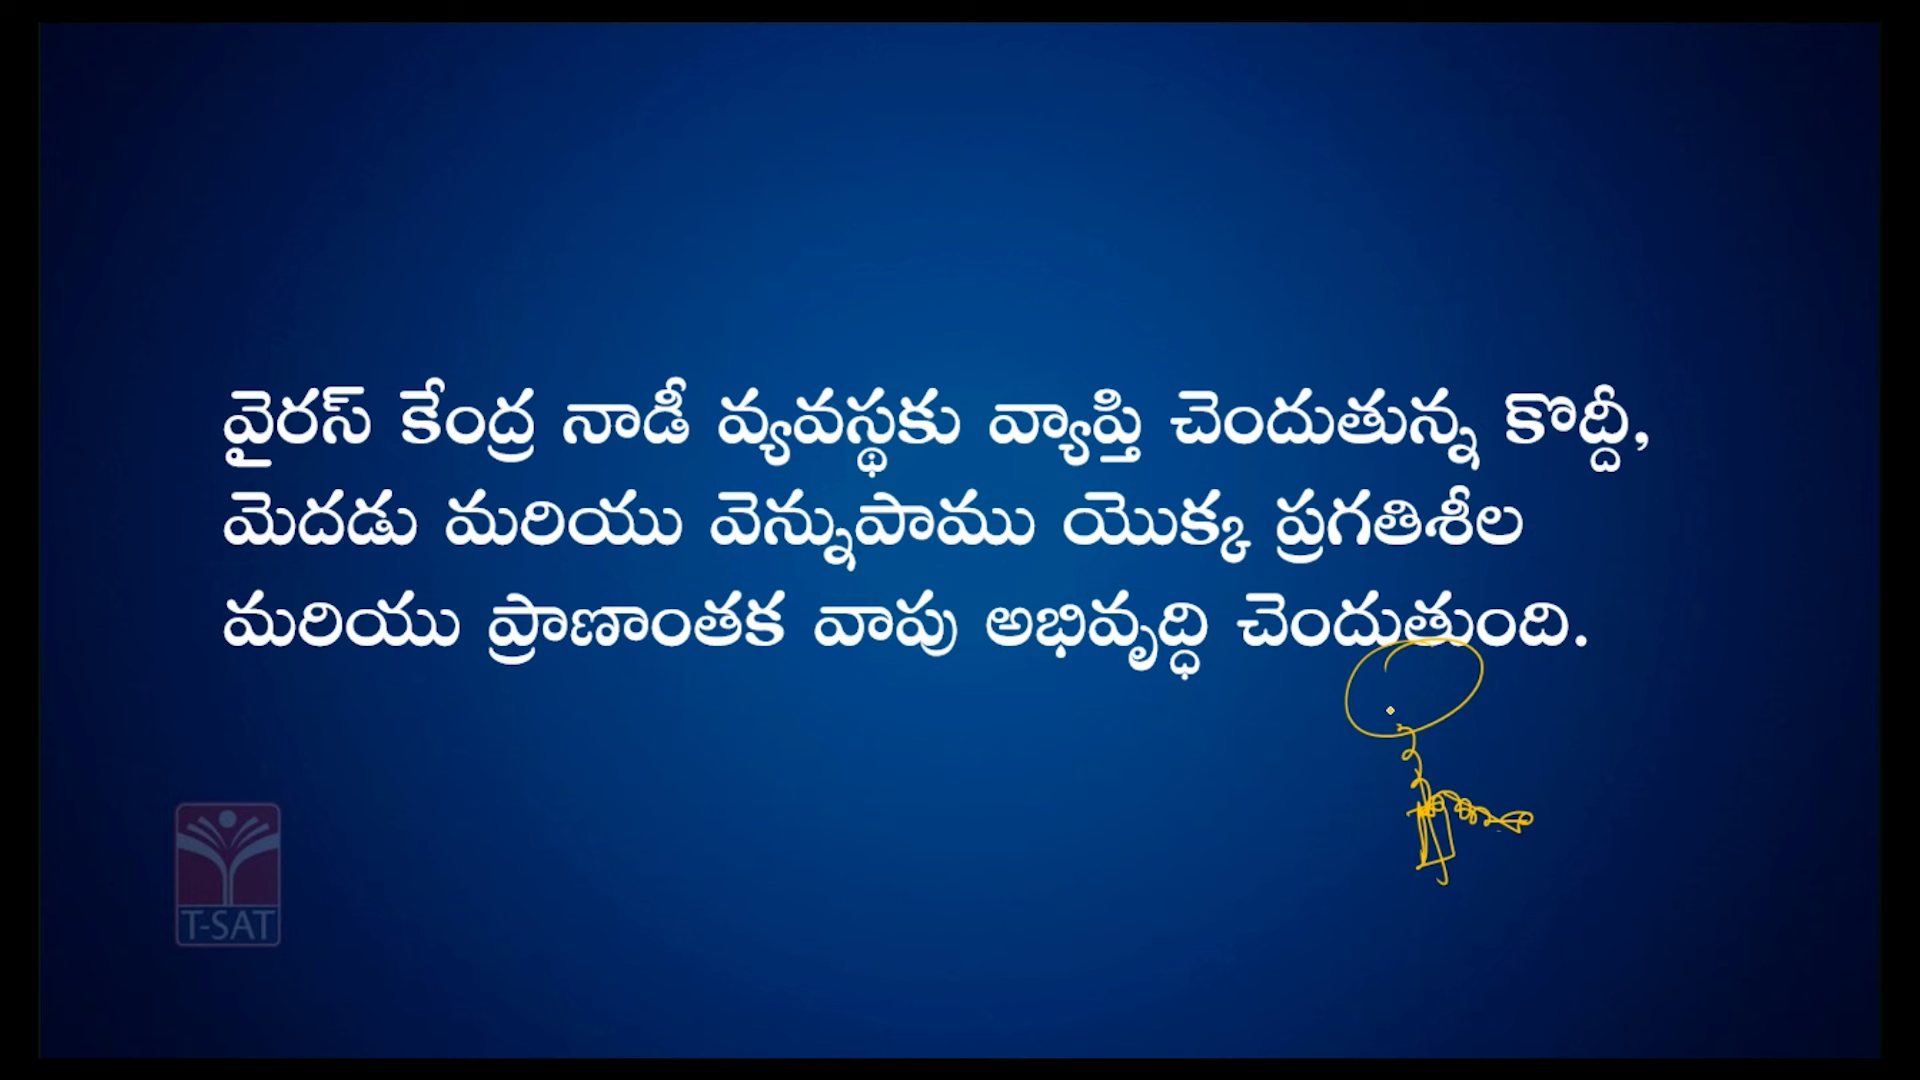 వైరస్ కేంద్ర నాడీ వ్యవస్థకు వ్యాప్తి చెందుతున్న కొద్దీ,
మెదడు మరియు వెన్నుపాము యొక్క ప్రగతిశీల
మరియు ప్రాణాంతక వాపు అభివృద్ధి చెందుతుంది.
T-SAT